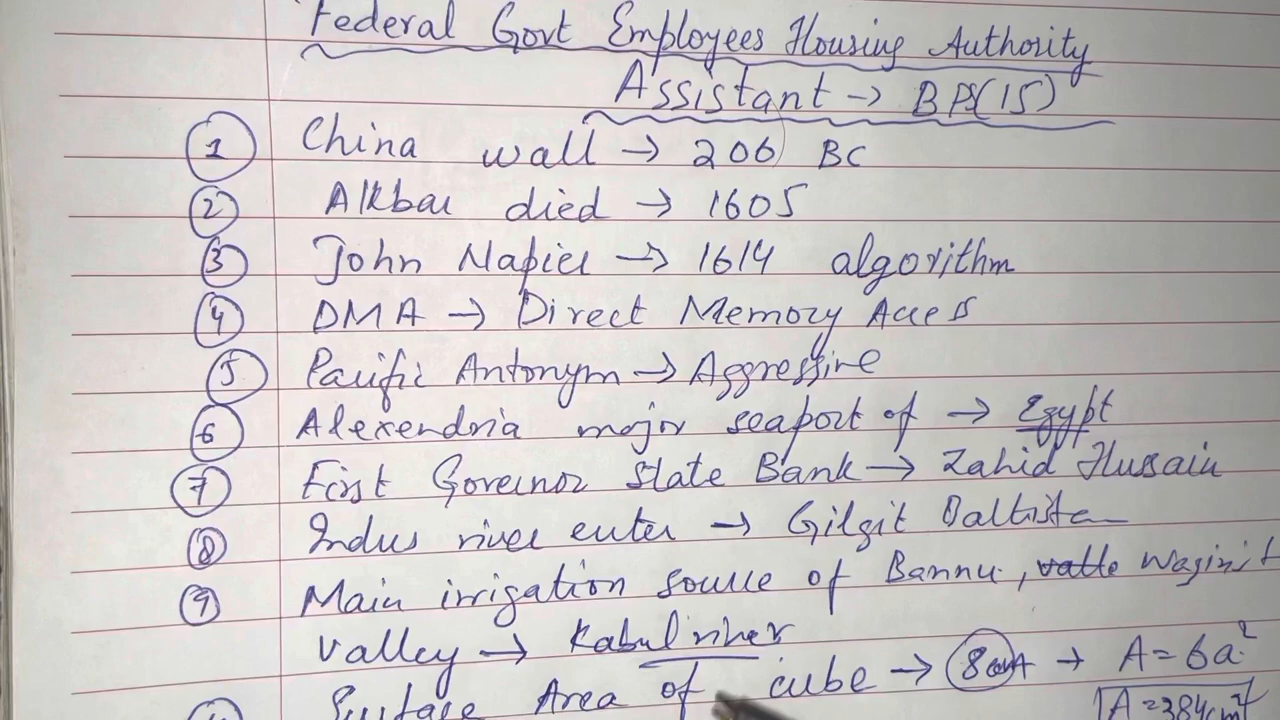 Federal Govt Employees Housing Authority
Assistant → BPS(15)
1 China wall → 206 BC
2 Akbar died → 1605
3 John Napier → 1614 algorithm
4 DMA → Direct Memory Acces
5 Pacific Antonym → Aggressive
6 Alexendria major seaport of → Egypt
7 First Governor State Bank → Zahid Hussain
8 Indus river enter → Gilgit Baltistan
9 Main irrigation source of Bannu,
valley → Kabul river
Surface Area of cube → 8cm → A=6a²
A=384cm²